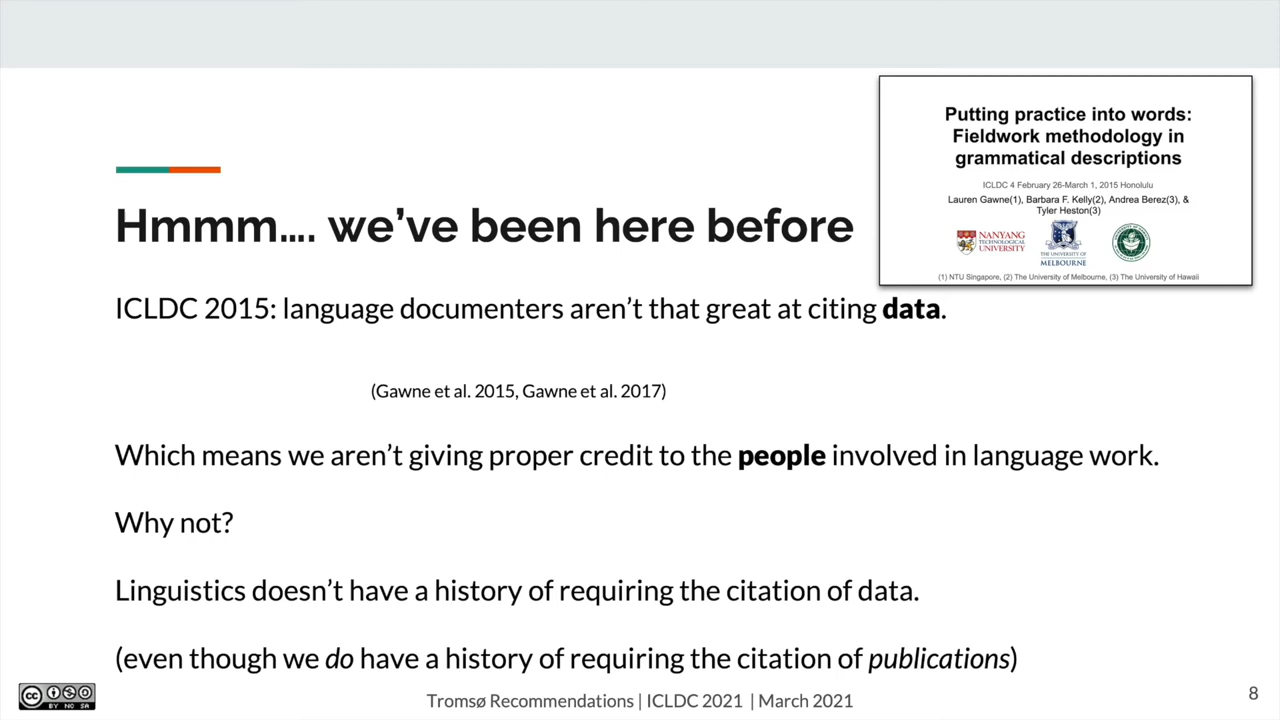 Putting practice into words:
Fieldwork methodology in
grammatical descriptions
ICLDC 4 February 26-March 1, 2015 Honolulu
Lauren Gawne(1), Barbara F. Kelly(2), Andrea Berez(3), &
Tyler Heston(3)
NANYANG
TECHNOLOGICAL
UNIVERSITY
THE UNIVERSITY OF
MELBOURNE
(1) NTU Singapore, (2) The University of Melbourne, (3) The University of Hawaii
Hmmm…. we’ve been here before
ICLDC 2015: language documenters aren’t that great at citing data.
(Gawne et al. 2015, Gawne et al. 2017)
Which means we aren’t giving proper credit to the people involved in language work.
Why not?
Linguistics doesn’t have a history of requiring the citation of data.
(even though we do have a history of requiring the citation of publications)
cc
BY NC SA
Tromsø Recommendations | ICLDC 2021 | March 2021
8